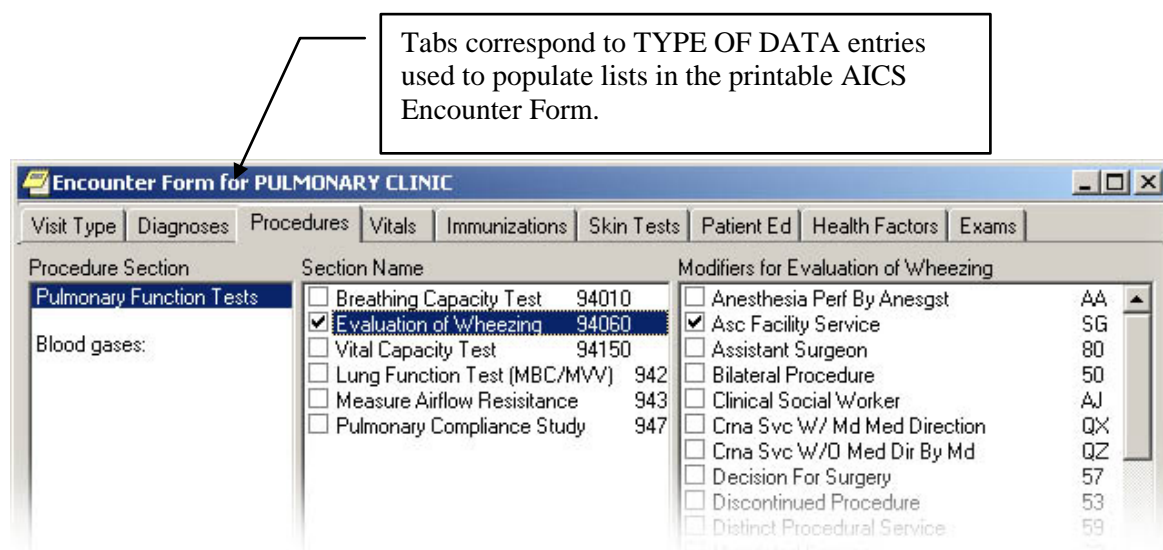 Tabs correspond to TYPE OF DATA entries
used to populate lists in the printable AICS
Encounter Form.
Encounter Form for PULMONARY CLINIC
Visit Type Diagnoses Procedures Vitals Immunizations Skin Tests Patient Ed Health Factors Exams
Procedure Section
Pulmonary Function Tests
Blood gases:
Section Name
Breathing Capacity Test 94010
Evaluation of Wheezing 94060
Vital Capacity Test 94150
Lung Function Test (MBC/MVV) 942
Measure Airflow Resisitance 943
Pulmonary Compliance Study 947
Modifiers for Evaluation of Wheezing
Anesthesia Perf By Anesgst AA
Asc Facility Service SG
Assistant Surgeon 80
Bilateral Procedure 50
Clinical Social Worker AJ
Crna Svc W/ Md Med Direction QX
Crna Svc W/O Med Dir By Md QZ
Decision For Surgery 57
Discontinued Procedure 53
Distinct Procedural Service 59